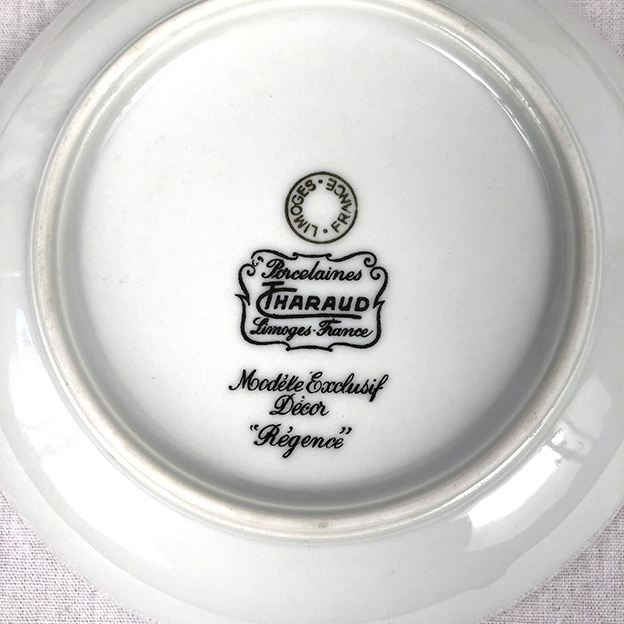 LIMOGES · FRANCE ·
Porcelaines
THARAUD
Limoges-France
Modèle Exclusif
Décor
"Régence"